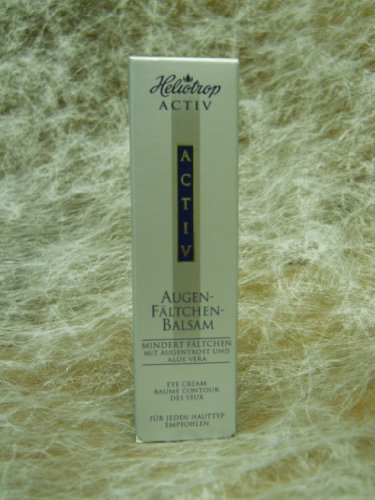 Heliotrop
ACTIV
ACTIV
AUGEN-
FÄLTCHEN-
BALSAM
MINDERT FÄLTCHEN
MIT AUGENTROST UND
ALOE VERA
EYE CREAM
BAUME CONTOUR
DES YEUX
FÜR JEDEN HAUTTYP
EMPFOHLEN